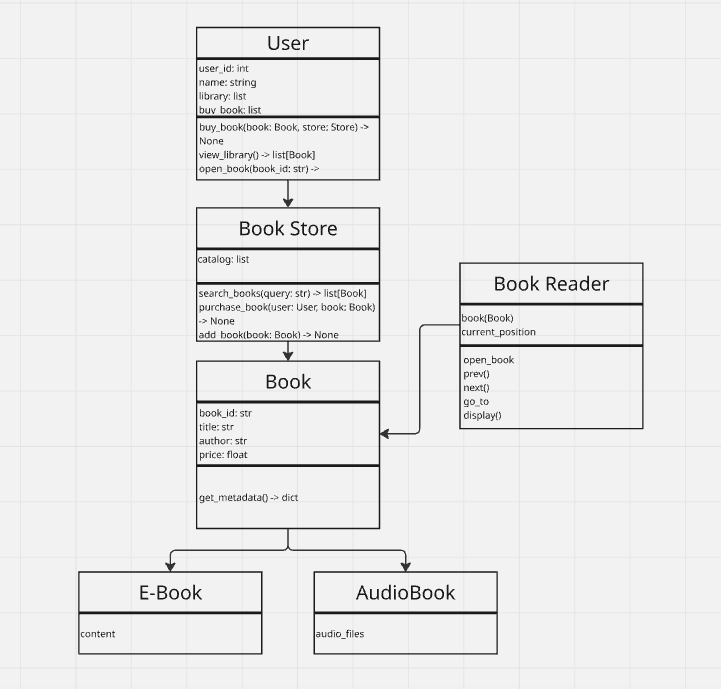 User
user_id: int
name: string
library: list
buy_book: list
buy_book(book: Book, store: Store) ->
None
view_library() -> list[Book]
open_book(book_id: str) ->
Book Store
catalog: list
search_books(query: str) -> list[Book]
purchase_book(user: User, book: Book)
-> None
add_book(book: Book) -> None
Book Reader
book(Book)
current_position
open_book
prev()
next()
go_to
display()
Book
book_id: str
title: str
author: str
price: float
get_metadata() -> dict
E-Book
content
AudioBook
audio_files